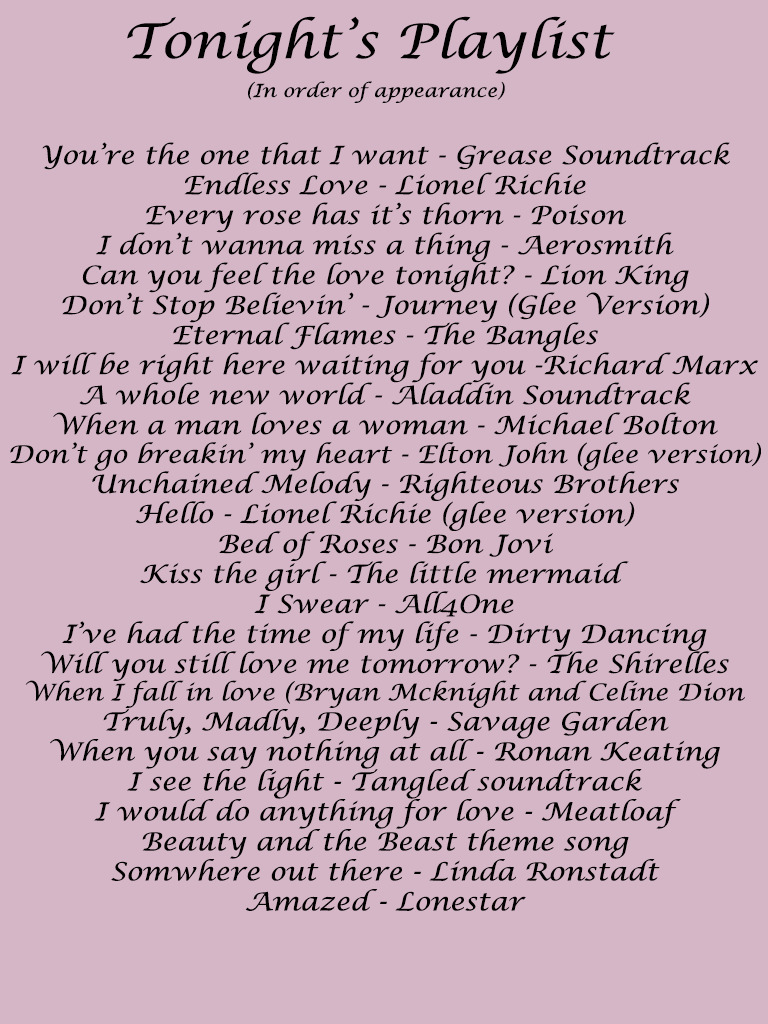 Tonight's Playlist
(In order of appearance)
You're the one that I want - Grease Soundtrack
Endless Love - Lionel Richie
Every rose has it's thorn - Poison
I don't wanna miss a thing - Aerosmith
Can you feel the love tonight? - Lion King
Don't Stop Believin' - Journey (Glee Version)
Eternal Flames - The Bangles
I will be right here waiting for you -Richard Marx
A whole new world - Aladdin Soundtrack
When a man loves a woman - Michael Bolton
Don't go breakin' my heart - Elton John (glee version)
Unchained Melody - Righteous Brothers
Hello - Lionel Richie (glee version)
Bed of Roses - Bon Jovi
Kiss the girl - The little mermaid
I Swear - All4One
I've had the time of my life - Dirty Dancing
Will you still love me tomorrow? - The Shirelles
When I fall in love (Bryan Mcknight and Celine Dion
Truly, Madly, Deeply - Savage Garden
When you say nothing at all - Ronan Keating
I see the light - Tangled soundtrack
I would do anything for love - Meatloaf
Beauty and the Beast theme song
Somwhere out there - Linda Ronstadt
Amazed - Lonestar